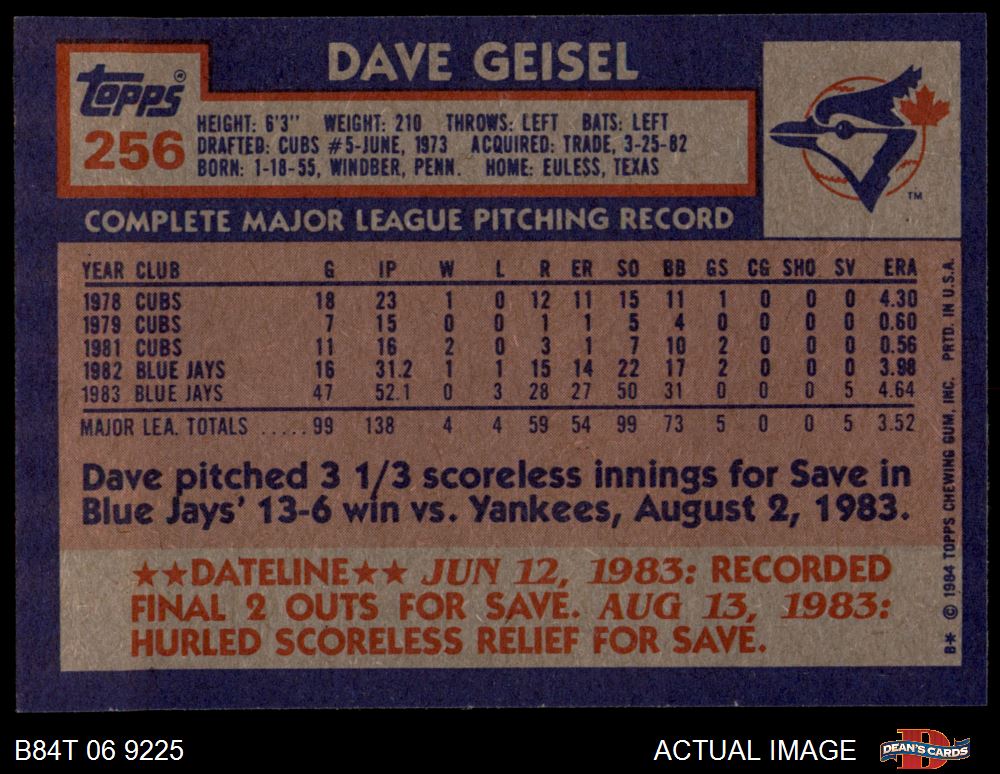 DAVE GEISEL
Topps®
256
HEIGHT: 6'3" WEIGHT: 210 THROWS: LEFT BATS: LEFT
DRAFTED: CUBS #5-JUNE, 1973 ACQUIRED: TRADE, 3-25-82
BORN: 1-18-55, WINDBER, PENN. HOME: EULESS, TEXAS
TM
COMPLETE MAJOR LEAGUE PITCHING RECORD
YEAR CLUB G IP W L R ER SO BB GS CG SHO SV ERA
1978 CUBS 18 23 1 0 12 11 15 11 1 0 0 0 4.30
1979 CUBS 7 15 0 0 1 1 5 4 0 0 0 0 0.60
1981 CUBS 11 16 2 0 3 1 7 10 2 0 0 0 0.56
1982 BLUE JAYS 16 31.2 1 1 15 14 22 17 2 0 0 0 3.98
1983 BLUE JAYS 47 52.1 0 3 28 27 50 31 0 0 0 5 4.64
MAJOR LEA. TOTALS .....99 138 4 4 59 54 99 73 5 0 0 5 3.52
Dave pitched 3 1/3 scoreless innings for Save in
Blue Jays' 13-6 win vs. Yankees, August 2, 1983.
★★DATELINE★★ JUN 12, 1983: RECORDED
FINAL 2 OUTS FOR SAVE. AUG 13, 1983:
HURLED SCORELESS RELIEF FOR SAVE.
B* © 1984 TOPPS CHEWING GUM, INC. PRTD. IN U.S.A.
B84T 06 9225
ACTUAL IMAGE
DEAN'S CARDS